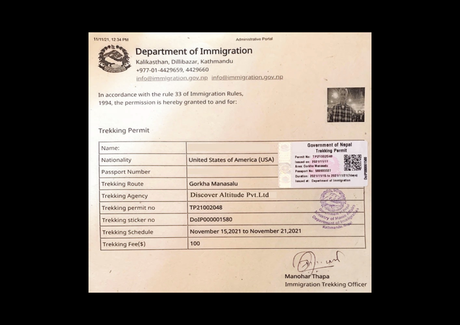 11/11/21, 12:34 PM Administrative Portal
Department of Immigration
Kalikasthan, Dillibazar, Kathmandu
+977-01-4429659, 4429660
info@immigration.gov.np info@immigration.gov.np
In accordance with the rule 33 of Immigration Rules,
1994, the permission is hereby granted to and for:
Trekking Permit
Name:
Nationality United States of America (USA)
Passport Number
Government of Nepal
Trekking Permit
Trekking Route Gorkha Manasalu
Trekking Agency Discover Altitude Pvt.Ltd
Trekking permit no TP21002048
Trekking sticker no DoIP000001580
Trekking Schedule November 15,2021 to November 21,2021
Trekking Fee($) 100
Manohar Thapa
Immigration Trekking Officer